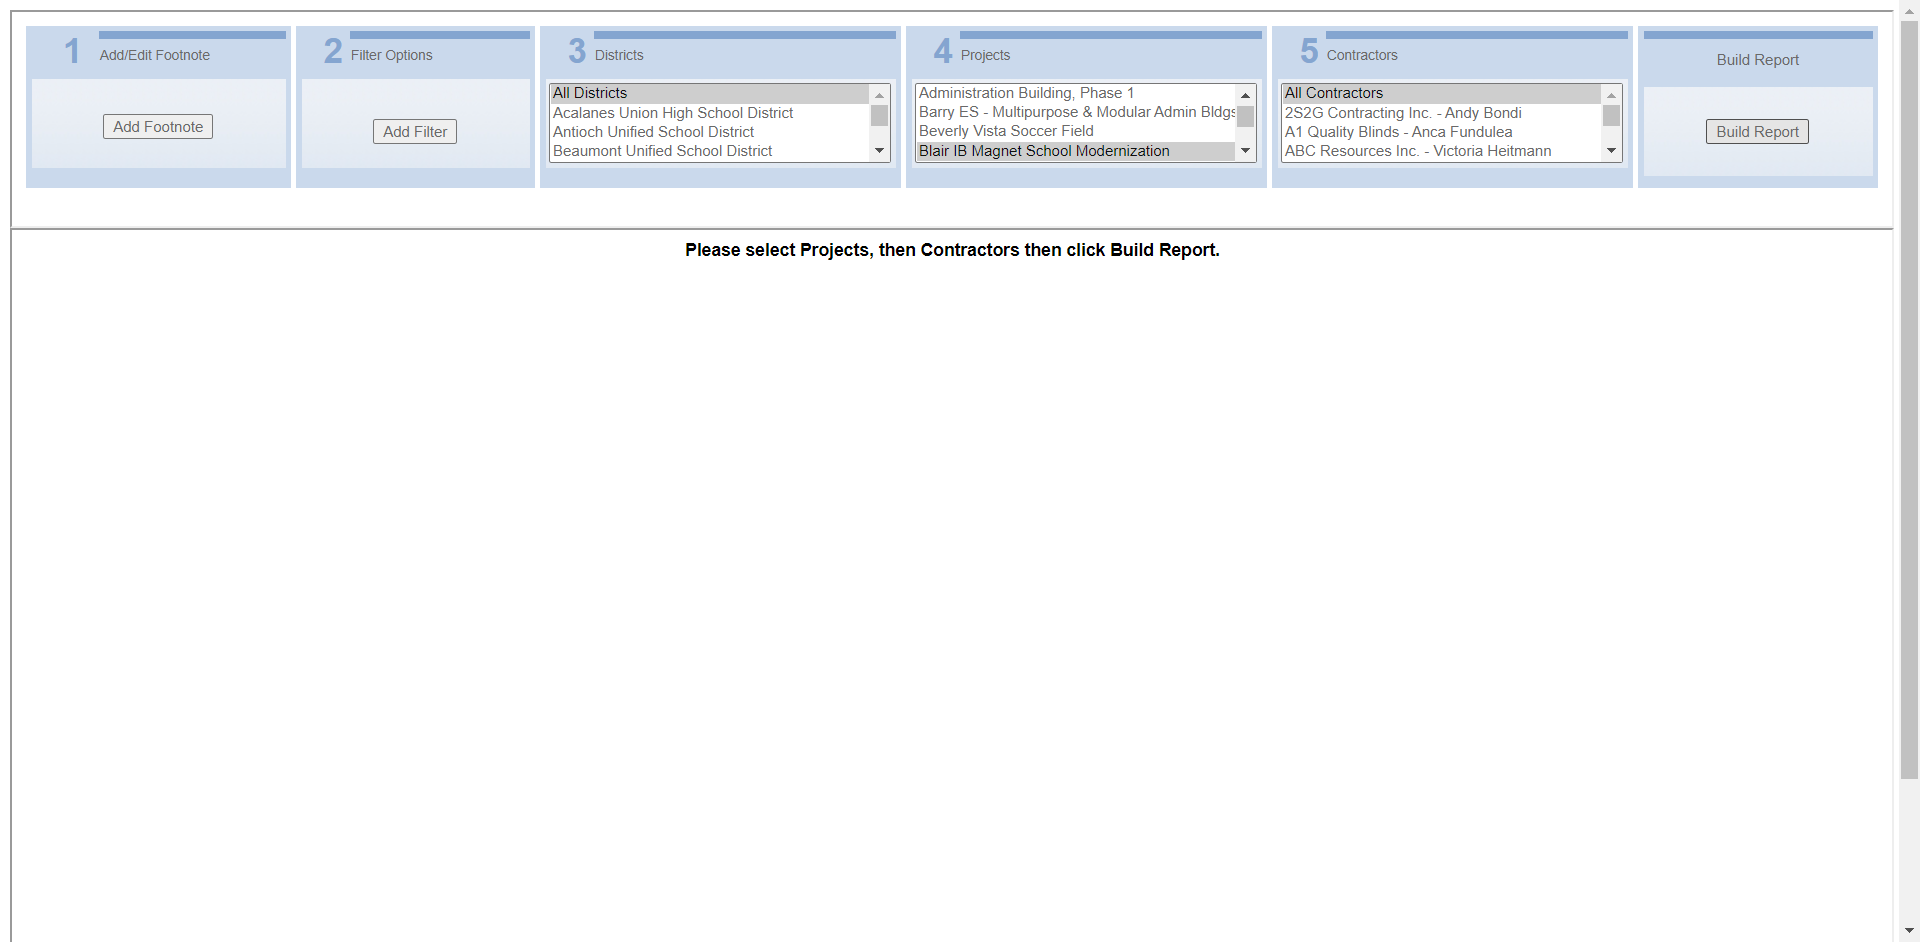 1 Add/Edit Footnote
Add Footnote
2 Filter Options
Add Filter
3 Districts
All Districts
Acalanes Union High School District
Antioch Unified School District
Beaumont Unified School District
4 Projects
Administration Building, Phase 1
Barry ES - Multipurpose & Modular Admin Bldgs
Beverly Vista Soccer Field
Blair IB Magnet School Modernization
5 Contractors
All Contractors
2S2G Contracting Inc. - Andy Bondi
A1 Quality Blinds - Anca Fundulea
ABC Resources Inc. - Victoria Heitmann
Build Report
Build Report
Please select Projects, then Contractors then click Build Report.